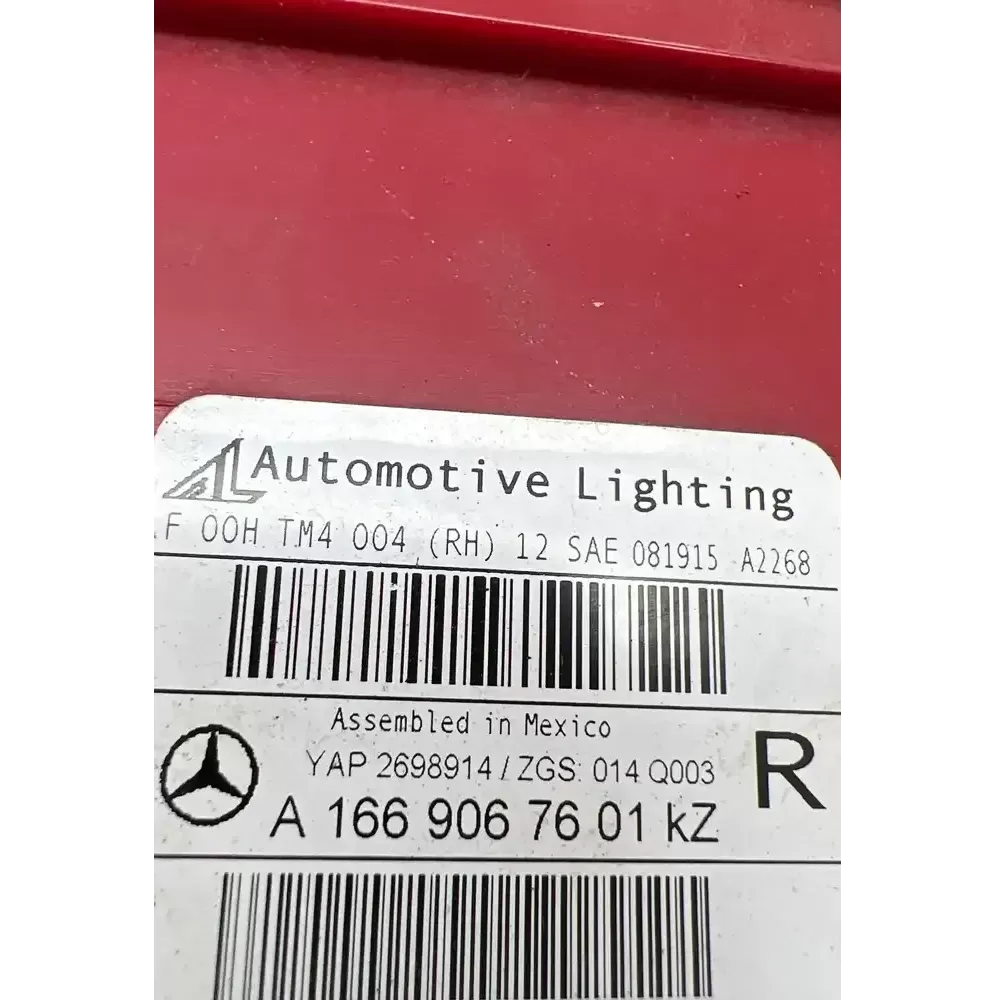 AL Automotive Lighting
F 00H TM4 004 (RH) 12 SAE 081915 A2268
Assembled in Mexico
YAP 2698914 / ZGS: 014 Q003
A 166 906 76 01 kZ
R